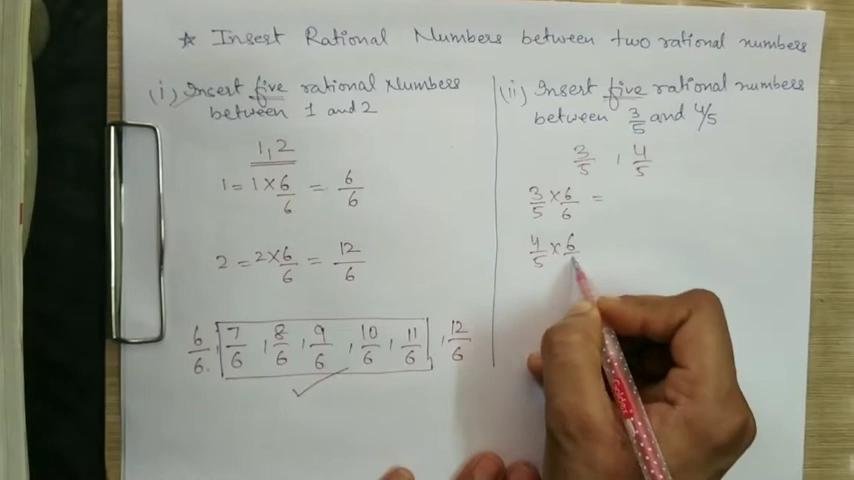 ☆ Insert Rational Numbers between two rational numbers
(i) Insert five rational Numbers
between 1 and 2
1, 2
1 = 1 × 6/6 = 6/6
2 = 2 × 6/6 = 12/6
6/6, 7/6, 8/6, 9/6, 10/6, 11/6, 12/6
(ii) Insert five rational numbers
between 3/5 and 4/5
3/5, 4/5
3/5 × 6/6 =
4/5 × 6/